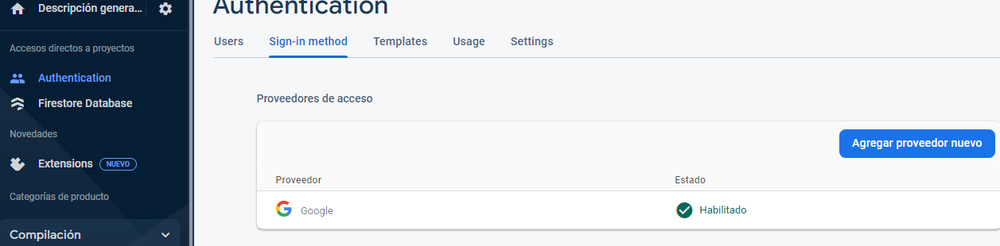 Descripción genera...
Accesos directos a proyectos
Authentication
Firestore Database
Novedades
Extensions NUEVO
Categorías de producto
Compilación
Authentication
Users Sign-in method Templates Usage Settings
Proveedores de acceso
Agregar proveedor nuevo
Proveedor Estado
Google Habilitado